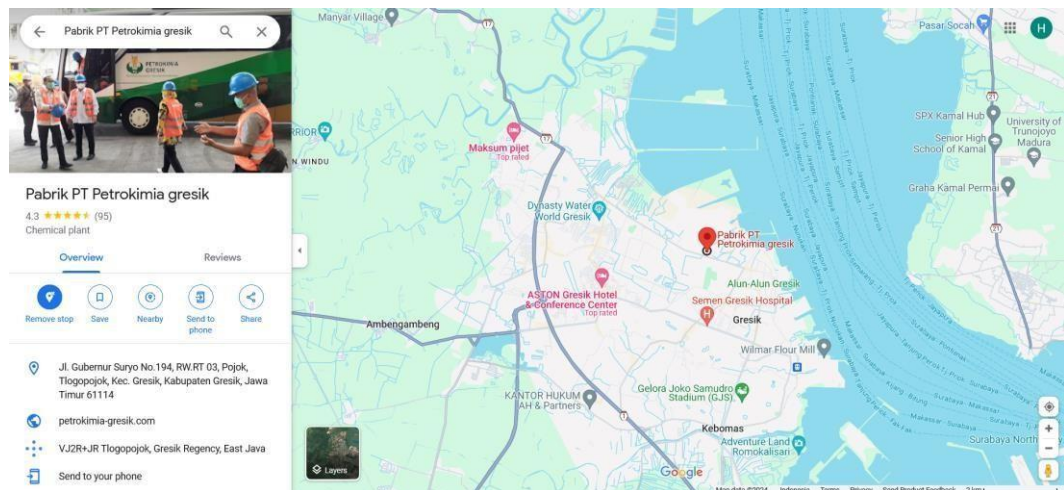 Pabrik PT Petrokimia gresik
PETROKIMIA
GRESIK
Pabrik PT Petrokimia gresik
4.3 (95)
Chemical plant
Overview
Reviews
Remove stop
Save
Nearby
Send to
phone
Share
Jl. Gubernur Suryo No.194, RW.RT 03, Pojok,
Tlogopojok, Kec. Gresik, Kabupaten Gresik, Jawa
Timur 61114
petrokimia-gresik.com
VJ2R+JR Tlogopojok, Gresik Regency, East Java
Send to your phone
Manyar Village
17
17
RRIOR
N WINDU
Maksum pijet
Top rated
Dynasty Water
World Gresik
Pabrik PT
Petrokimia gresik
ASTON Gresik Hotel
& Conference Center
Top rated
Alun-Alun Gresik
Semen Gresik Hospital
H
Gresik
Ambengambeng
Wilmar Flour Mill
Gelora Joko Samudro
Stadium (GJS)
KANTOR HUKUM
AH & Partners
1
Kebomas
Adventure Land
Romokalisari
Pasar Socah
H
21
SPX Kamal Hub
University of
Trunojoyo
Madura
Senior High
School of Kamal
Graha Kamal Permai
21
Surabaya North
Layers
Google
Map data ©2024
Indonesia
Terms
Privacy
Send Product Feedback
2 km